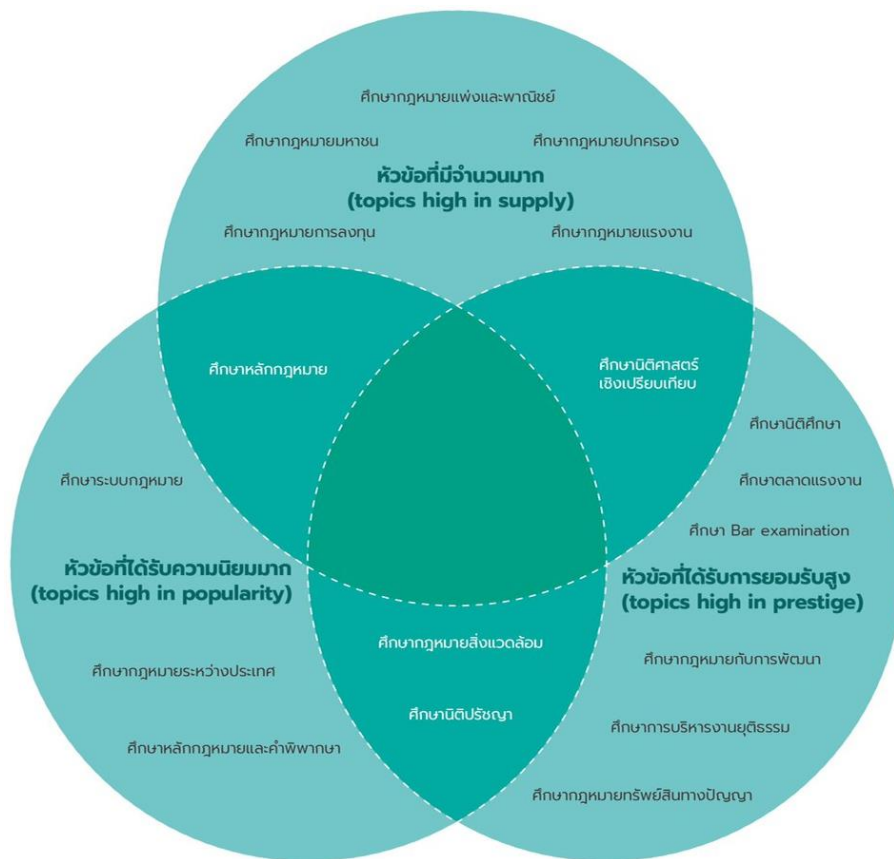 ศึกษากฎหมายแพ่งและพาณิชย์
ศึกษากฎหมายมหาชน
ศึกษากฎหมายปกครอง
หัวข้อที่มีจำนวนมาก
(topics high in supply)
ศึกษากฎหมายการลงทุน
ศึกษากฎหมายแรงงาน
ศึกษาหลักกฎหมาย
ศึกษานิติศาสตร์
เชิงเปรียบเทียบ
ศึกษานิติศึกษา
ศึกษาระบบกฎหมาย
ศึกษาตลาดแรงงาน
ศึกษา Bar examination
หัวข้อที่ได้รับความนิยมมาก
(topics high in popularity)
หัวข้อที่ได้รับการยอมรับสูง
(topics high in prestige)
ศึกษากฎหมายสิ่งแวดล้อม
ศึกษากฎหมายระหว่างประเทศ
ศึกษากฎหมายกับการพัฒนา
ศึกษานิติปรัชญา
ศึกษาการบริหารงานยุติธรรม
ศึกษาหลักกฎหมายและคำพิพากษา
ศึกษากฎหมายทรัพย์สินทางปัญญา